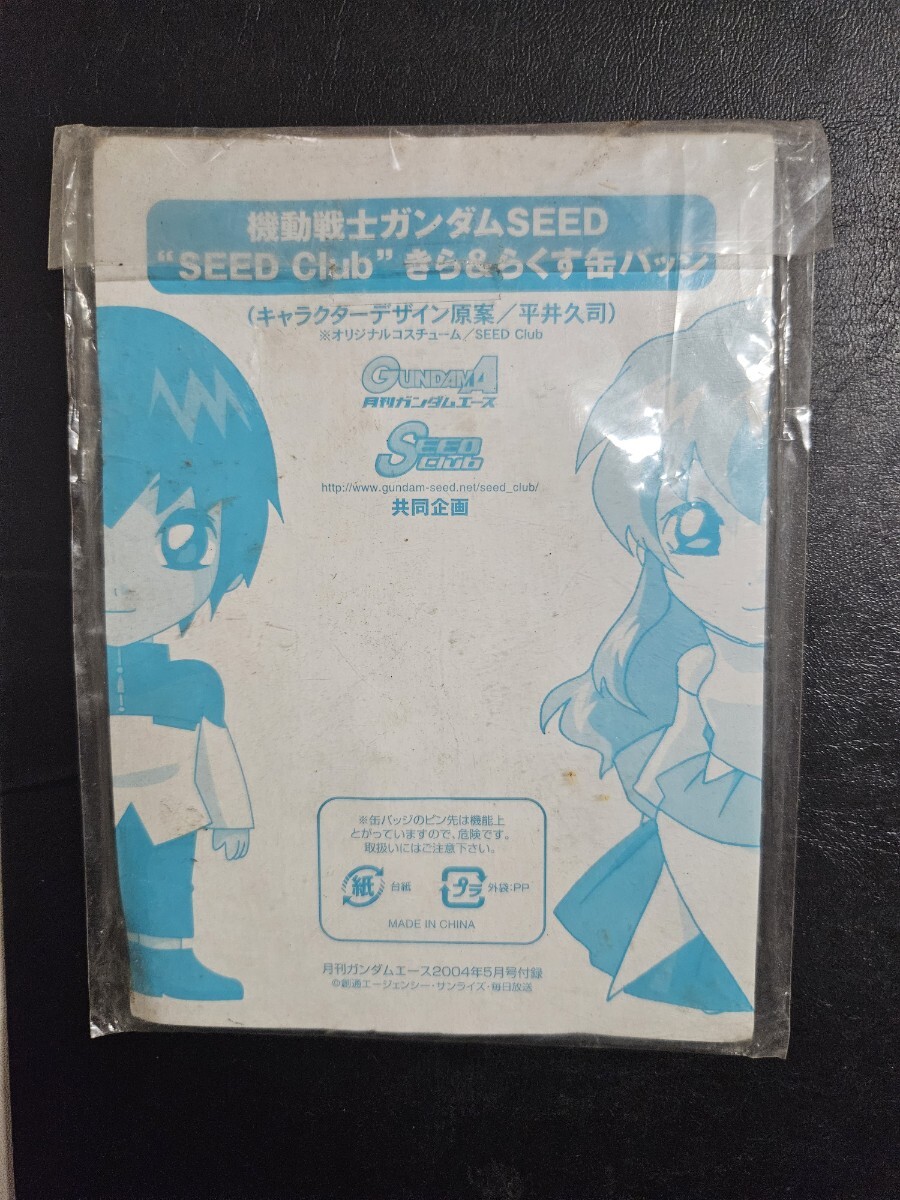 機動戦士ガンダムSEED
“SEED Club”きら&らくす缶バッジ
(キャラクターデザイン原案／平井久司)
※オリジナルコスチューム／SEED Club
GUNDAM A
月刊ガンダムエース
SEED Club
http://www.gundam-seed.net/seed_club/
共同企画
※缶バッジのピン先は機能上
とがっていますので、危険です。
取扱いにはご注意下さい。
紙 台紙 プラ 外袋:PP
MADE IN CHINA
月刊ガンダムエース2004年5月号付録
©創通エージェンシー・サンライズ・毎日放送